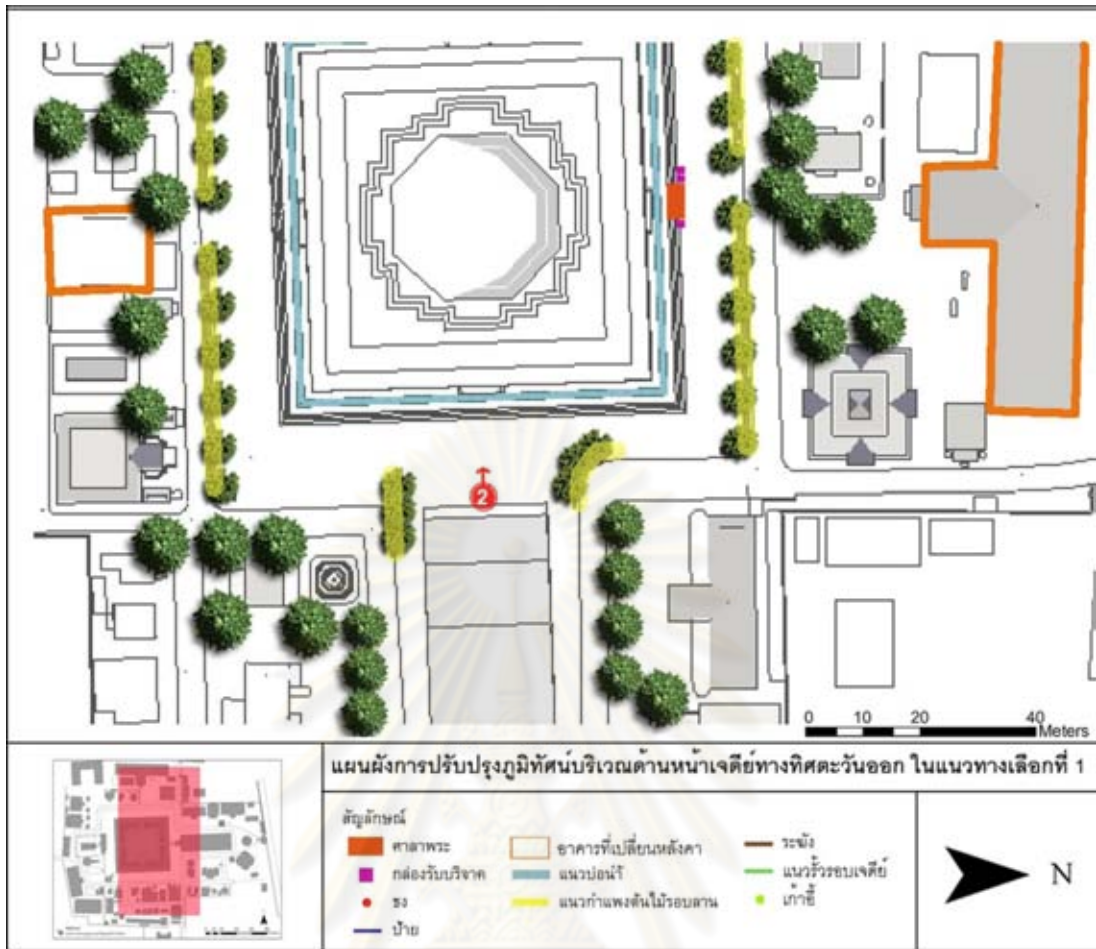 2
0 10 20 40
Meters
แผนผังการปรับปรุงภูมิทัศน์บริเวณด้านหน้าเจดีย์ทางทิศตะวันออก ในแนวทางเลือกที่ 1
สัญลักษณ์
ศาลาพระ
อาคารที่เปลี่ยนหลังคา
ระฆัง
กล่องรับบริจาค
แนวบ่อน้ำ
แนวรั้วรอบเจดีย์
ธง
แนวกำแพงต้นไม้รอบลาน
เก้าอี้
ป้าย
N